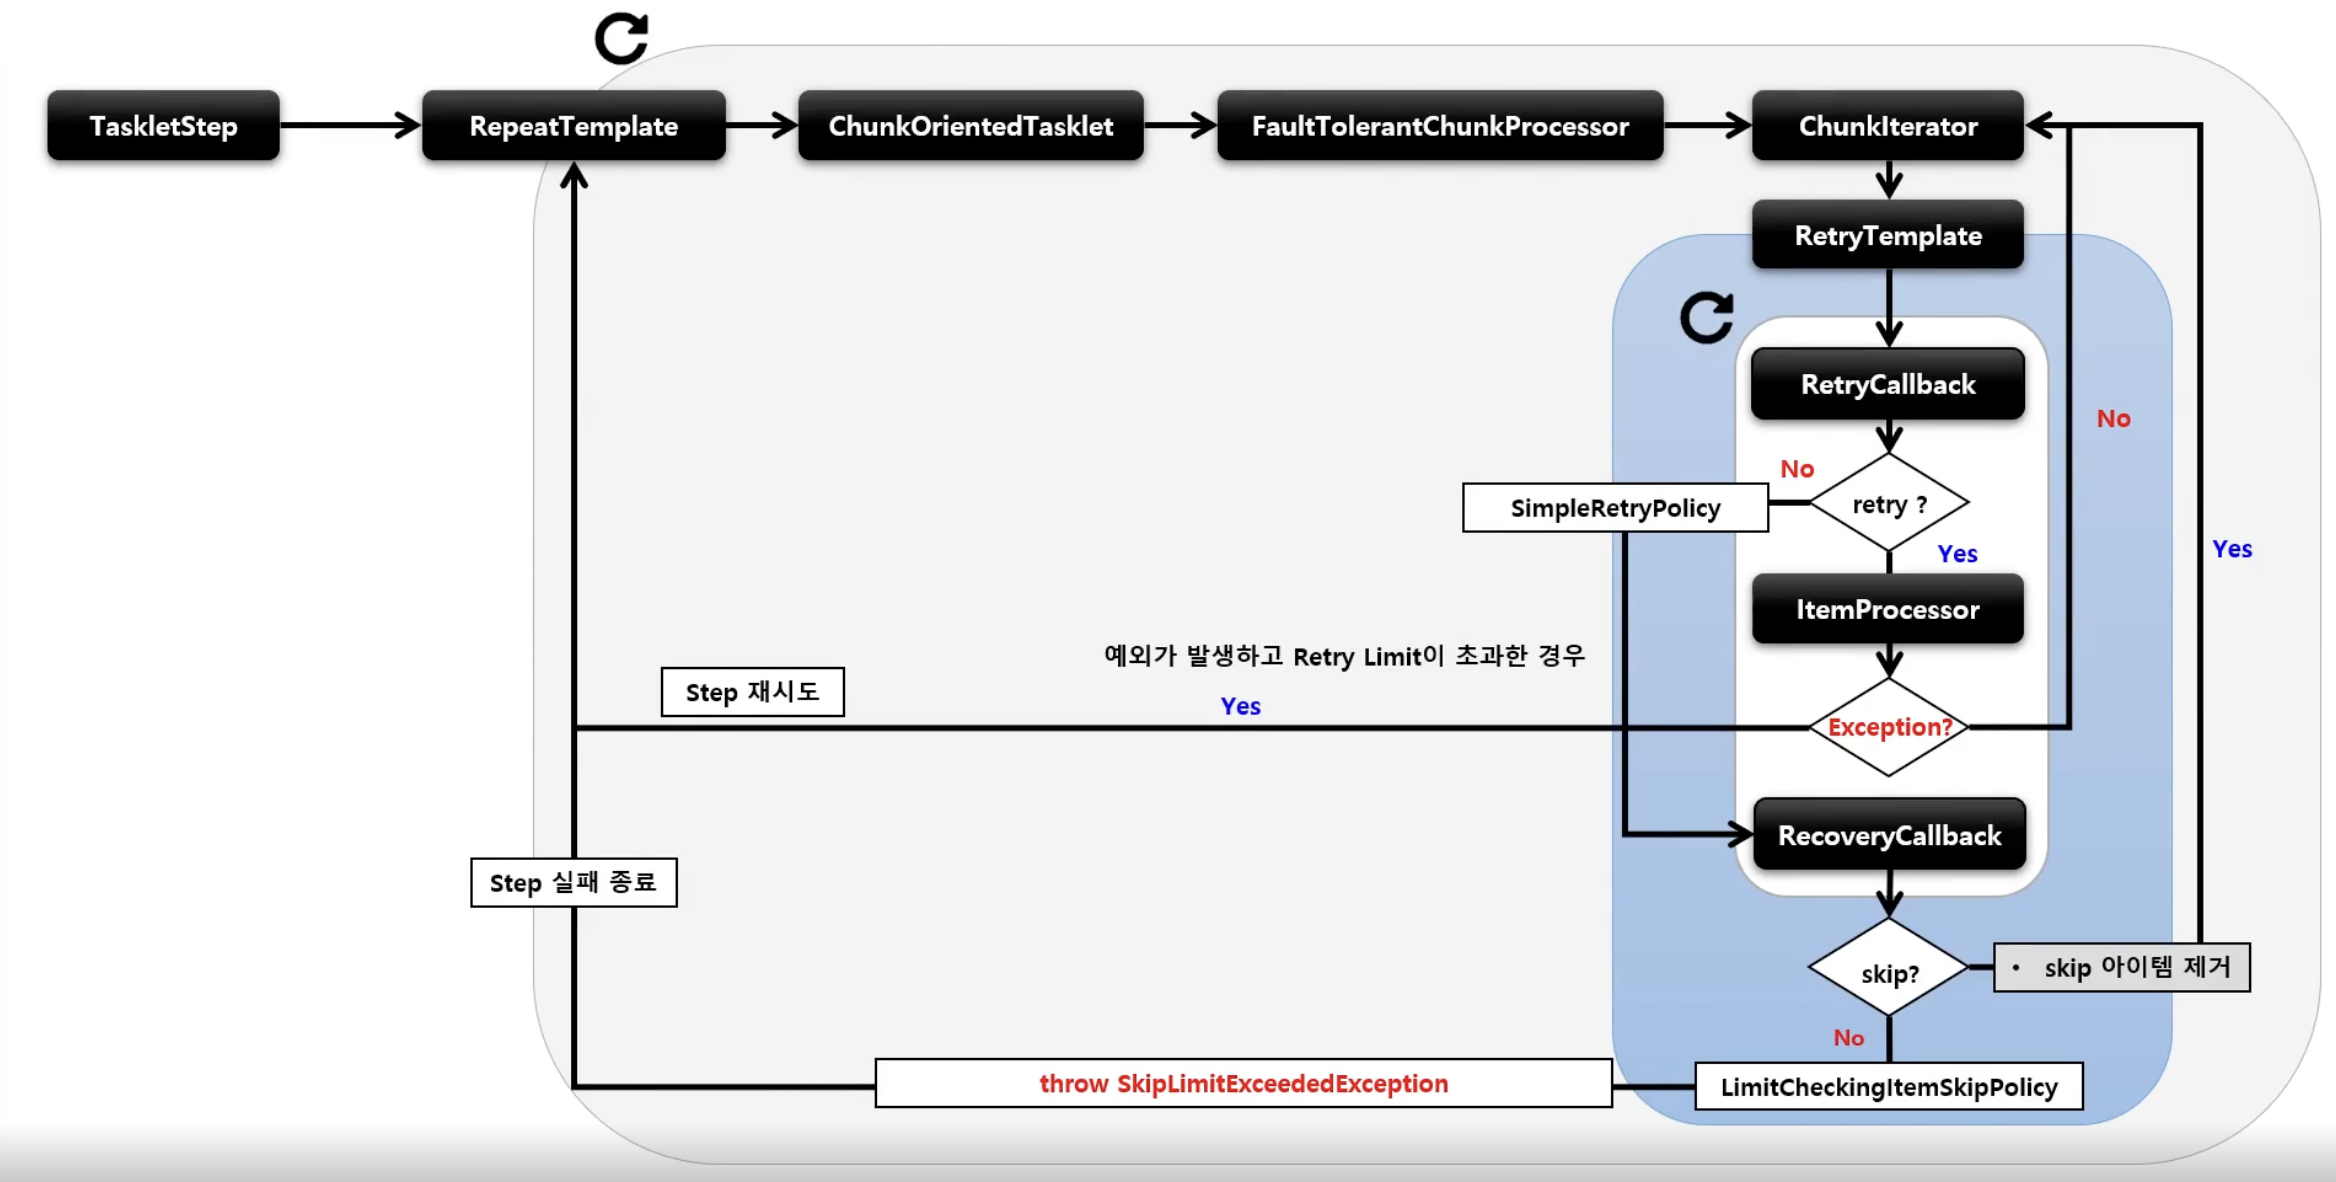 TaskletStep
RepeatTemplate
ChunkOrientedTasklet
FaultTolerantChunkProcessor
ChunkIterator
RetryTemplate
RetryCallback
No
No
retry ?
SimpleRetryPolicy
Yes
Yes
ItemProcessor
예외가 발생하고 Retry Limit이 초과한 경우
Step 재시도
Yes
Exception?
RecoveryCallback
Step 실패 종료
skip?
• skip 아이템 제거
No
throw SkipLimitExceededException
LimitCheckingItemSkipPolicy